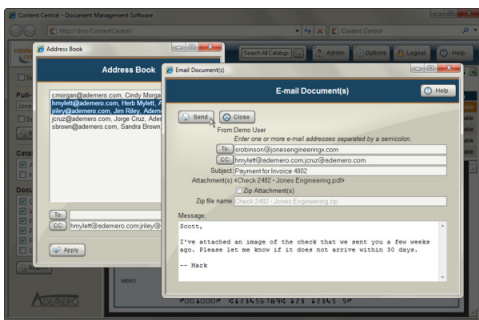 Content Central - Document Management Software
http://dms/ContentCentral/
Content Central
Search All Catalogs
Admin
Options
Logout
Help
Address Book
Address Book
cmorgan@ademero.com, Cindy Morga
hmylett@ademero.com, Herb Mylett, A
jriley@ademero.com, Jim Riley, Adem
jcruz@ademero.com, Jorge Cruz, Ade
sbrown@ademero.com, Sandra Brown,
To:
CC: hmylett@ademero.com;jriley@
Apply
Email Document(s)
E-mail Document(s)
Help
Send
Close
From Demo User
Enter one or more e-mail addresses separated by a semicolon.
To: srobinson@jonesengineeringx.com
CC: hmylett@ademero.com;jcruz@ademero.com
Subject: Payment for Invoice 4902
Attachment(s) <Check 2492 - Jones Engineering.pdf>
Zip Attachment(s)
Zip file name Check 2492 - Jones Engineering.zip
Message:
Scott,
I've attached an image of the check that we sent you a few weeks
ago. Please let me know if it does not arrive within 30 days.
-- Mark
MEMO
ADEMERO